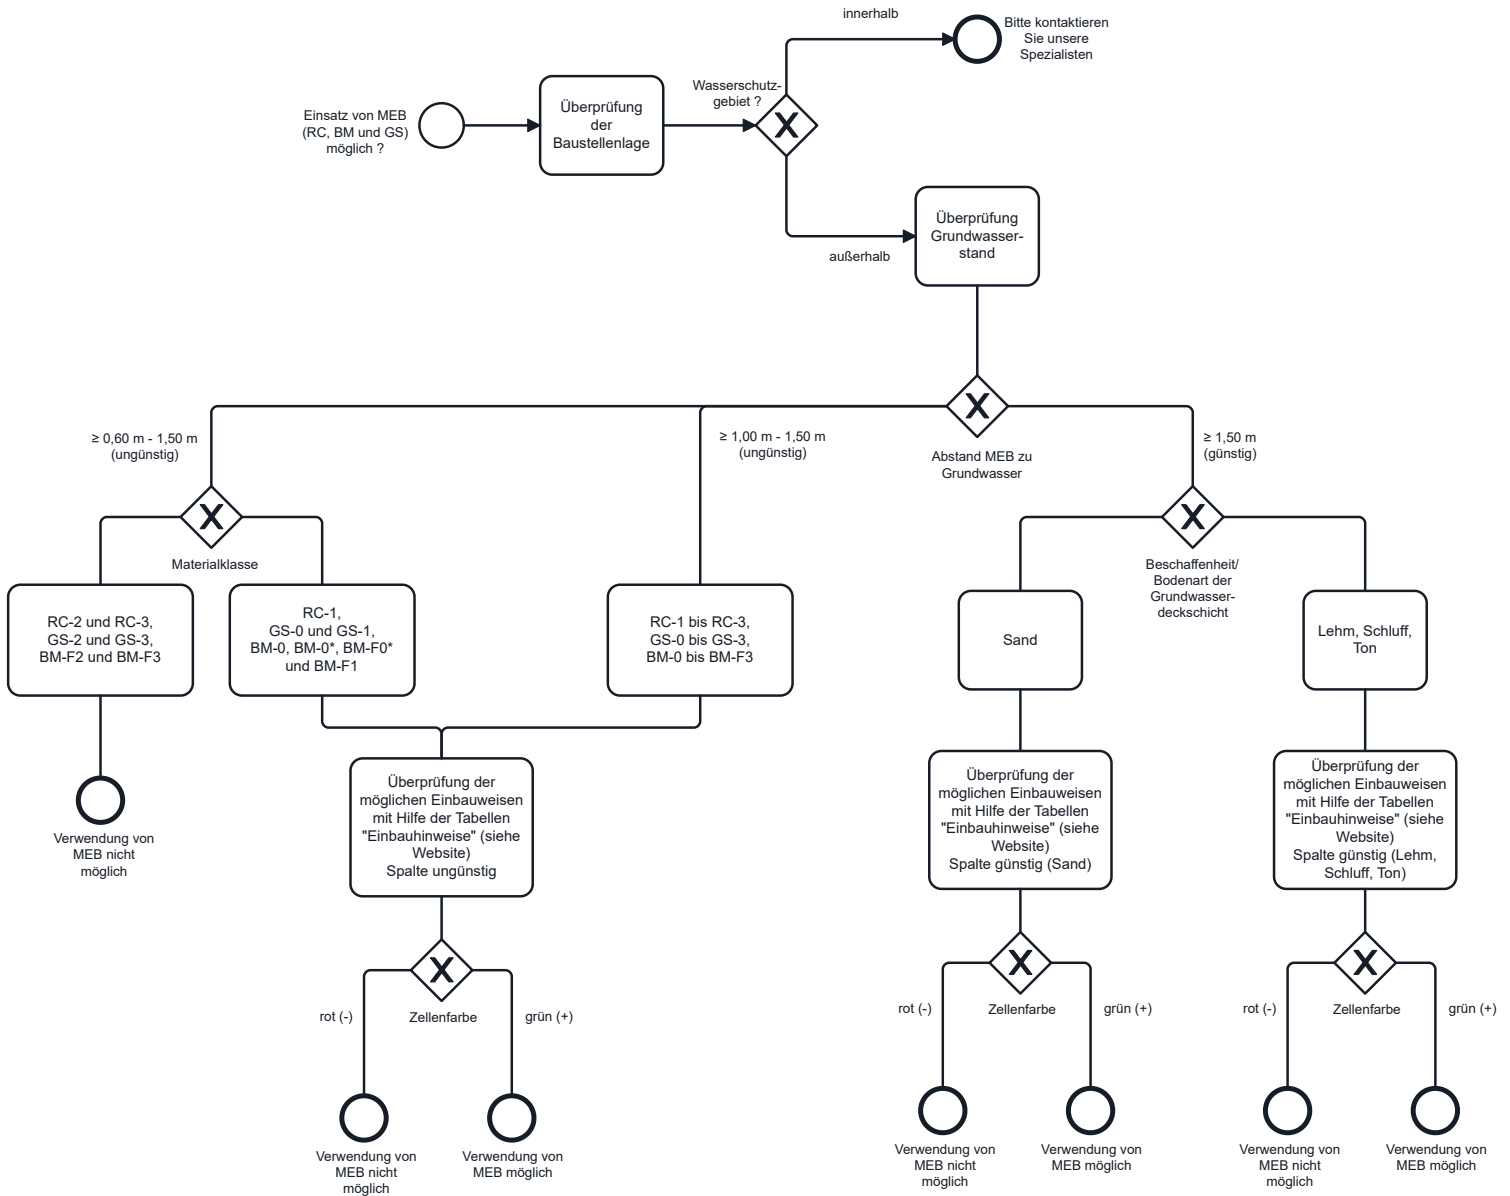 innerhalb
Bitte kontaktieren
Sie unsere
Spezialisten
Einsatz von MEB
(RC, BM und GS)
möglich ?
Überprüfung
der
Baustellenlage
Wasserschutz-
gebiet ?
X
außerhalb
Überprüfung
Grundwasser-
stand
X
Abstand MEB zu
Grundwasser
≥ 0,60 m - 1,50 m
(ungünstig)
≥ 1,00 m - 1,50 m
(ungünstig)
≥ 1,50 m
(günstig)
X
Materialklasse
X
Beschaffenheit/
Bodenart der
Grundwasser-
deckschicht
RC-2 und RC-3,
GS-2 und GS-3,
BM-F2 und BM-F3
RC-1,
GS-0 und GS-1,
BM-0, BM-0*, BM-F0*
und BM-F1
RC-1 bis RC-3,
GS-0 bis GS-3,
BM-0 bis BM-F3
Sand
Lehm, Schluff,
Ton
Verwendung von
MEB nicht
möglich
Überprüfung der
möglichen Einbauweisen
mit Hilfe der Tabellen
"Einbauhinweise" (siehe
Website)
Spalte ungünstig
Überprüfung der
möglichen Einbauweisen
mit Hilfe der Tabellen
"Einbauhinweise" (siehe
Website)
Spalte günstig (Sand)
Überprüfung der
möglichen Einbauweisen
mit Hilfe der Tabellen
"Einbauhinweise" (siehe
Website)
Spalte günstig (Lehm,
Schluff, Ton)
X
rot (-)
Zellenfarbe
grün (+)
X
rot (-)
Zellenfarbe
grün (+)
X
rot (-)
Zellenfarbe
grün (+)
Verwendung von
MEB nicht
möglich
Verwendung von
MEB möglich
Verwendung von
MEB nicht
möglich
Verwendung von
MEB möglich
Verwendung von
MEB nicht
möglich
Verwendung von
MEB möglich